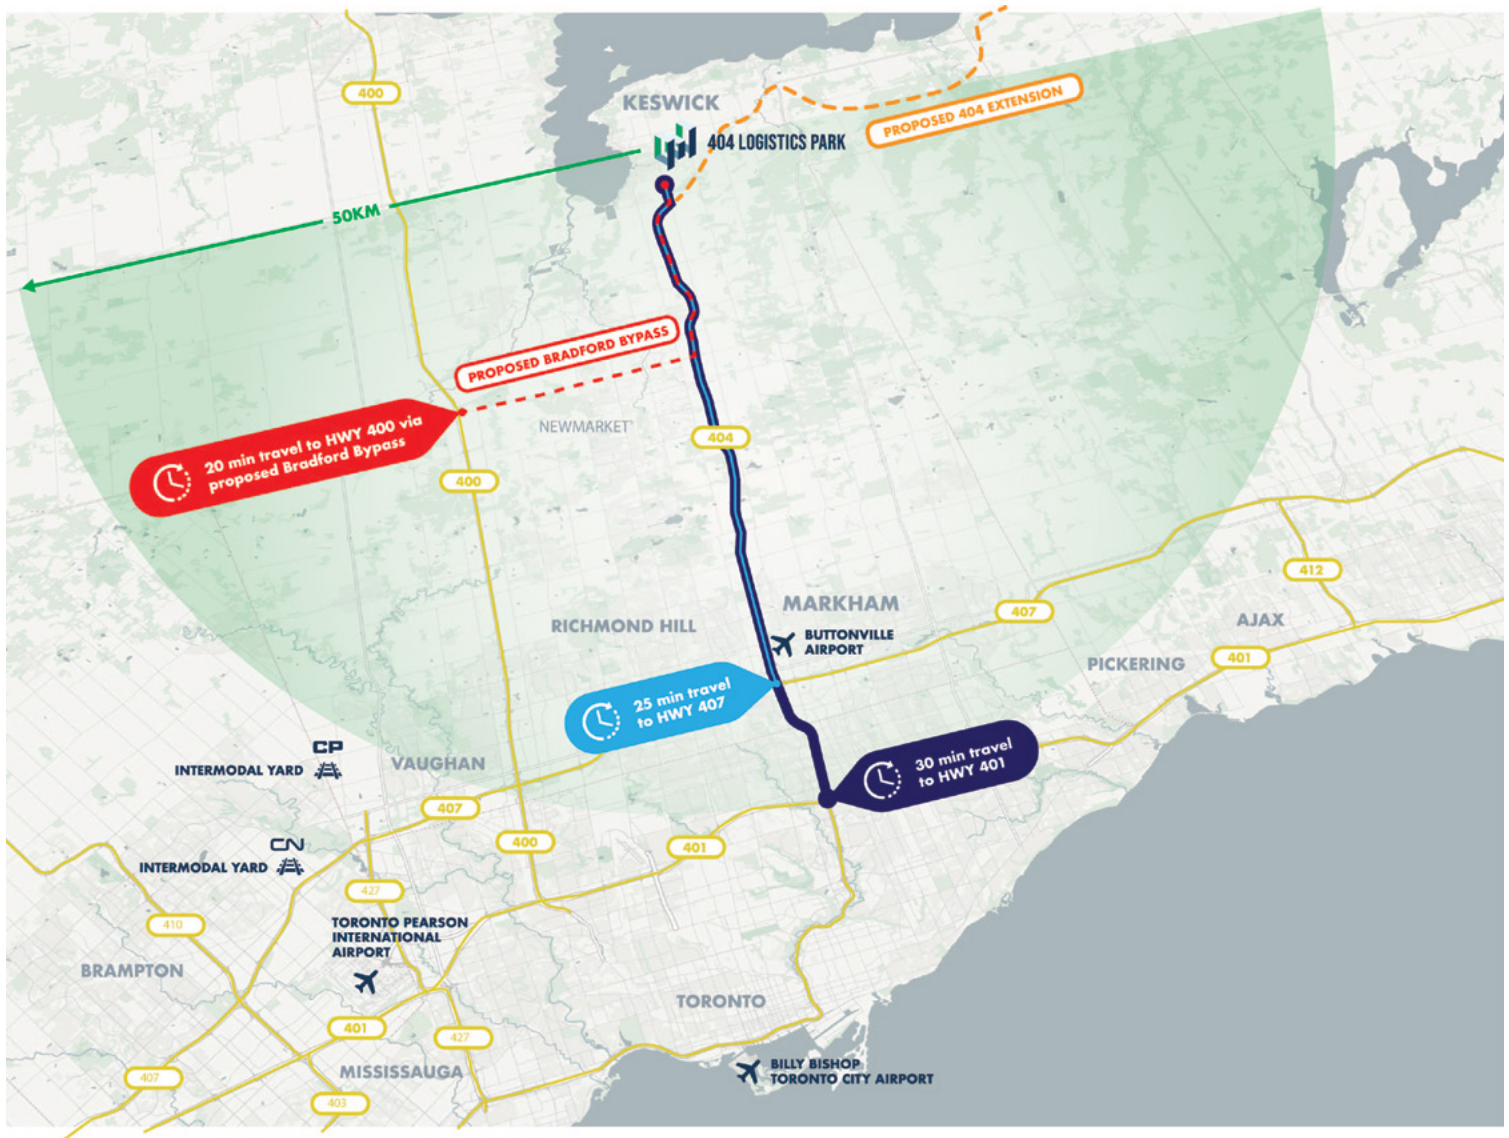 400
KESWICK
404 LOGISTICS PARK
PROPOSED 404 EXTENSION
50KM
PROPOSED BRADFORD BYPASS
20 min travel to HWY 400 via
proposed Bradford Bypass
NEWMARKET
404
400
412
407
MARKHAM
RICHMOND HILL
BUTTONVILLE
AIRPORT
AJAX
401
PICKERING
25 min travel
to HWY 407
30 min travel
to HWY 401
CP
INTERMODAL YARD
VAUGHAN
407
400
401
CN
INTERMODAL YARD
427
410
TORONTO PEARSON
INTERNATIONAL
AIRPORT
BRAMPTON
TORONTO
401
427
MISSISSAUGA
407
403
BILLY BISHOP
TORONTO CITY AIRPORT